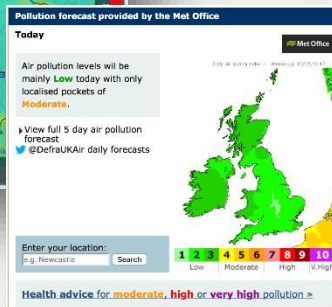 Pollution forecast provided by the Met Office
Today
Met Office
Air pollution levels wil be
mainly Low today with only
localised pockets of
Moderate.
View full 5 day air pollution
forecast
@DefraUKAir daily forecasts
Enter your location:
e.g. Newcastle
Search
1 2 3 4 5 6 7 8 9 10
Low Moderate High V.High
Health advice for moderate, high or very high pollution »